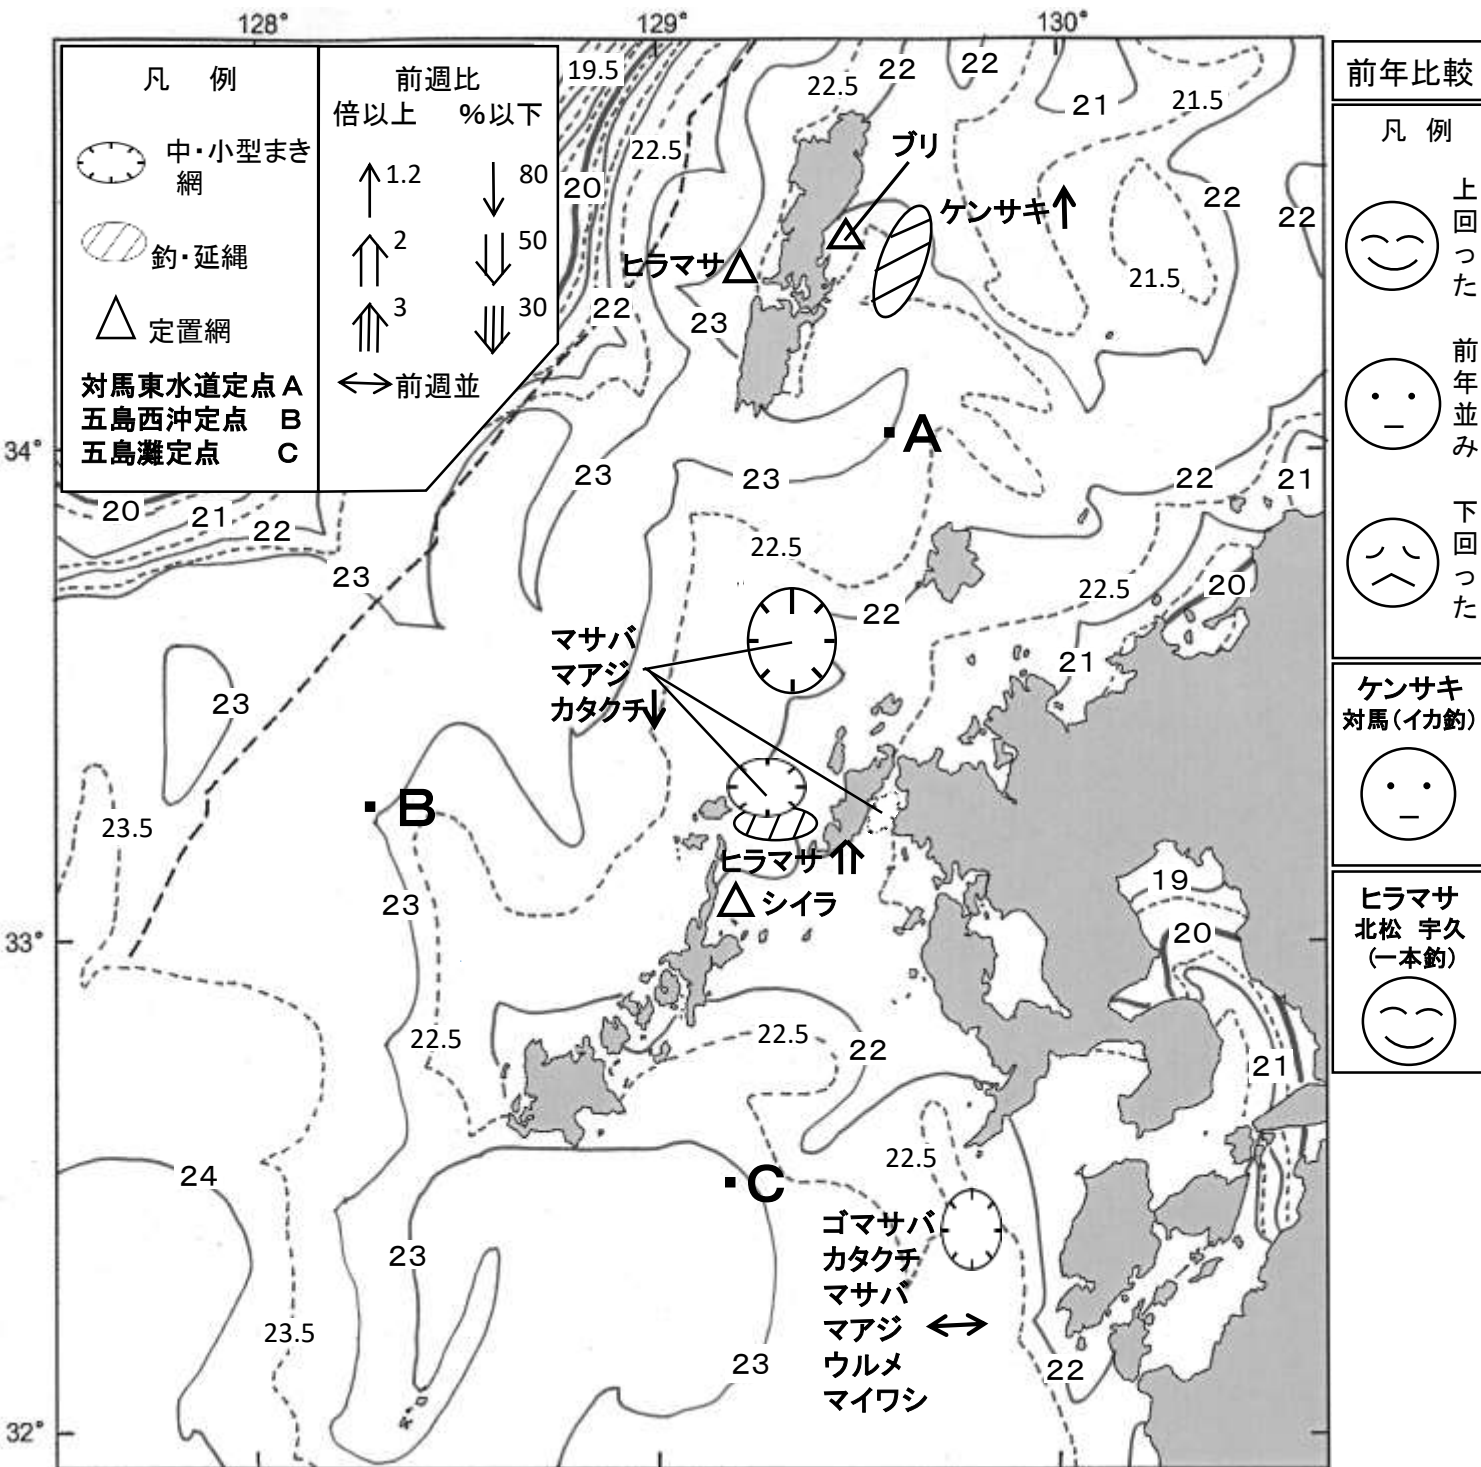 128°
129°
130°
凡 例
中・小型まき
網
釣・延縄
定置網
対馬東水道定点A
五島西沖定点 B
五島灘定点 C
前週比
倍以上 %以下
1.2 80
2 50
3 30
前週並
19.5
22.5
22
22
21
21.5
22.5
20
ブリ
ケンサキ
22
22
ヒラマサ
21.5
22
23
34°
A
23
23
22
21
20
21
22
22.5
23
22.5
20
22
マサバ
マアジ
カタクチ
21
23
B
23.5
ヒラマサ
シイラ
19
23
20
33°
22.5
22.5
22
21
22.5
24
C
ゴマサバ
カタクチ
マサバ
マアジ
ウルメ
マイワシ
23
23.5
23
22
32°
前年比較
凡 例
上回った
前年並み
下回った
ケンサキ
対馬(イカ釣)
ヒラマサ
北松 宇久
(一本釣)